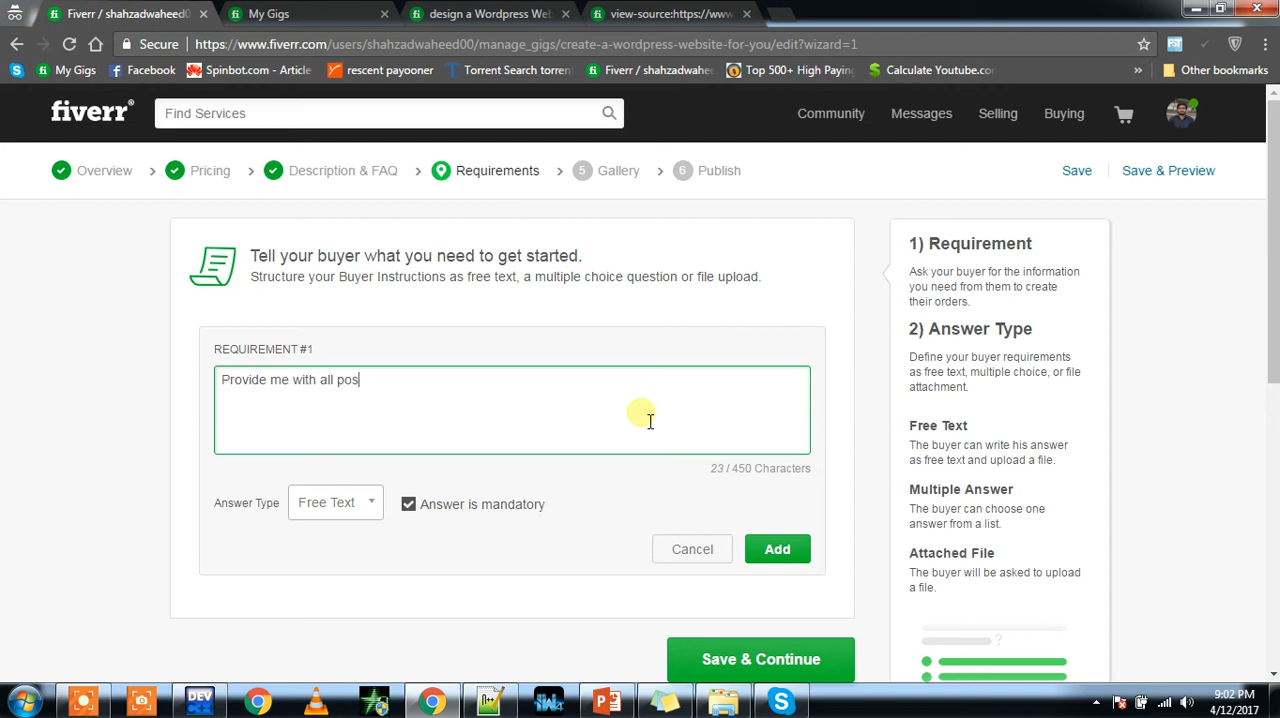 Fiverr / shahzadwaheed0
My Gigs
design a Wordpress Web
view-source:https://www
Secure https://www.fiverr.com/users/shahzadwaheed00/manage_gigs/create-a-wordpress-website-for-you/edit?wizard=1
My Gigs Facebook Spinbot.com - Article rescent payooner Torrent Search torrent Fiverr / shahzadwahe Top 500+ High Paying Calculate Youtube.co » Other bookmarks
fiverr®
Find Services
Community Messages Selling Buying
Overview Pricing Description & FAQ Requirements 5 Gallery 6 Publish
Save Save & Preview
Tell your buyer what you need to get started.
Structure your Buyer Instructions as free text, a multiple choice question or file upload.
REQUIREMENT #1
Provide me with all pos
23 / 450 Characters
Answer Type Free Text Answer is mandatory
Cancel Add
Save & Continue
1) Requirement
Ask your buyer for the information
you need from them to create
their orders.
2) Answer Type
Define your buyer requirements
as free text, multiple choice, or file
attachment.
Free Text
The buyer can write his answer
as free text and upload a file.
Multiple Answer
The buyer can choose one
answer from a list.
Attached File
The buyer will be asked to upload
a file.
?
DEV
9:02 PM
4/12/2017